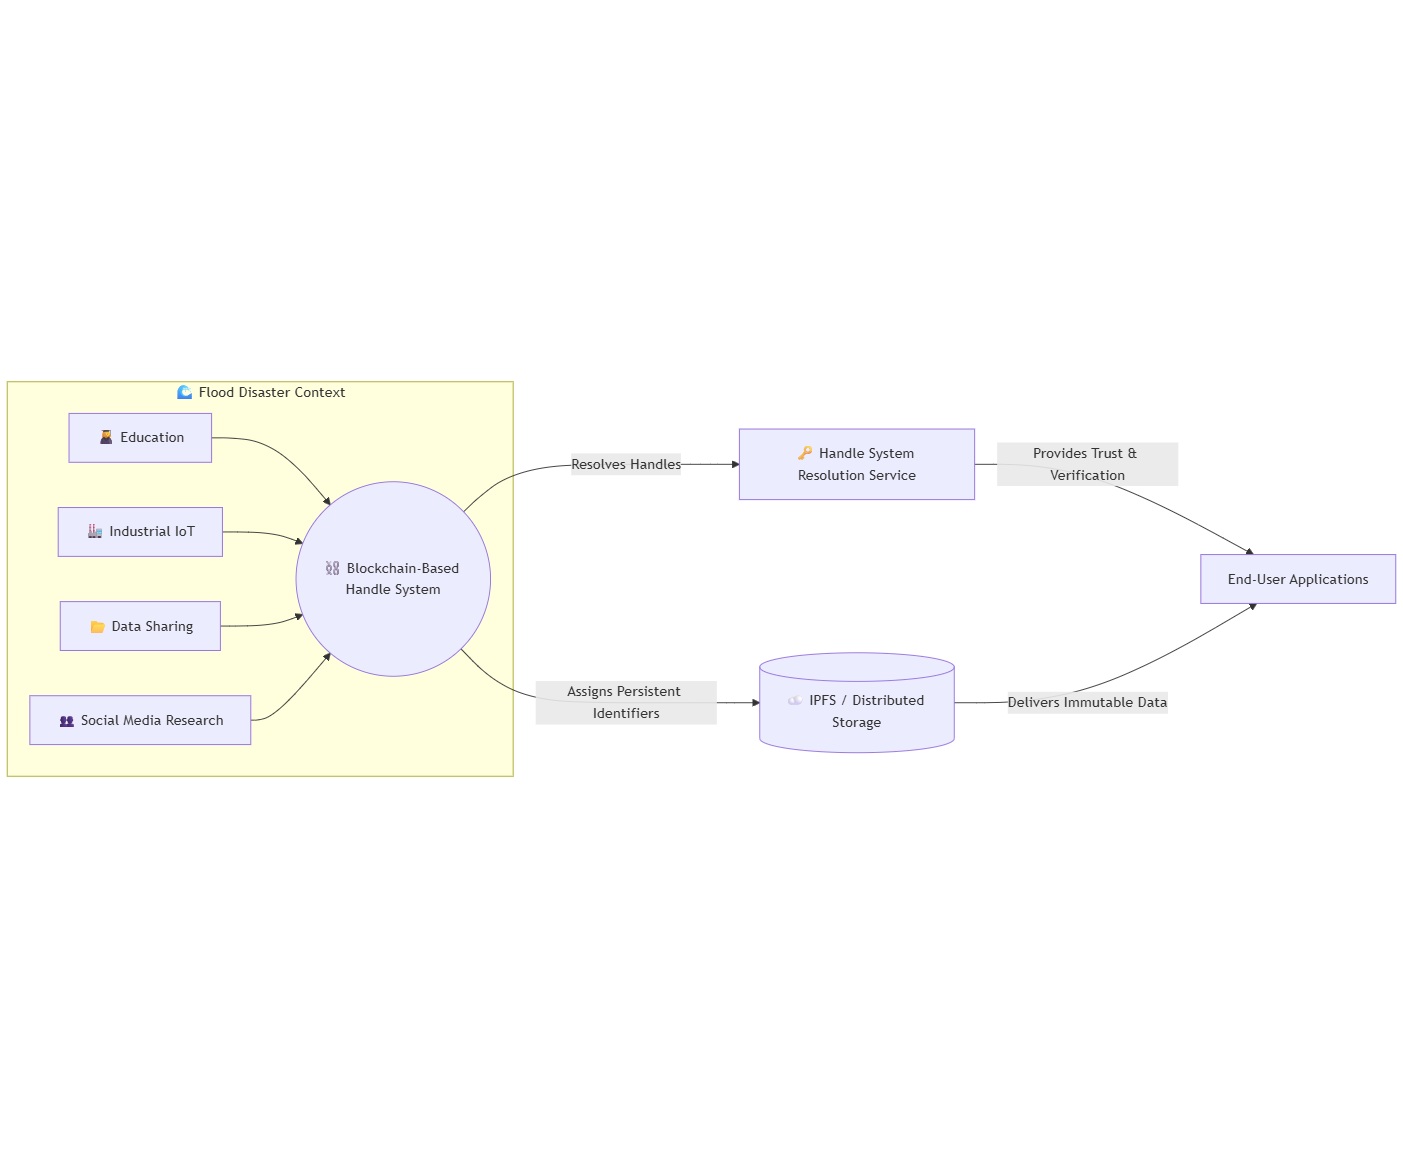 🌊 Flood Disaster Context
🧑‍🎓 Education
🏭 Industrial IoT
📂 Data Sharing
👥 Social Media Research
⛓️ Blockchain-Based
Handle System
Resolves Handles
Assigns Persistent
Identifiers
🔑 Handle System
Resolution Service
☁️ IPFS / Distributed
Storage
Provides Trust &
Verification
Delivers Immutable Data
End-User Applications